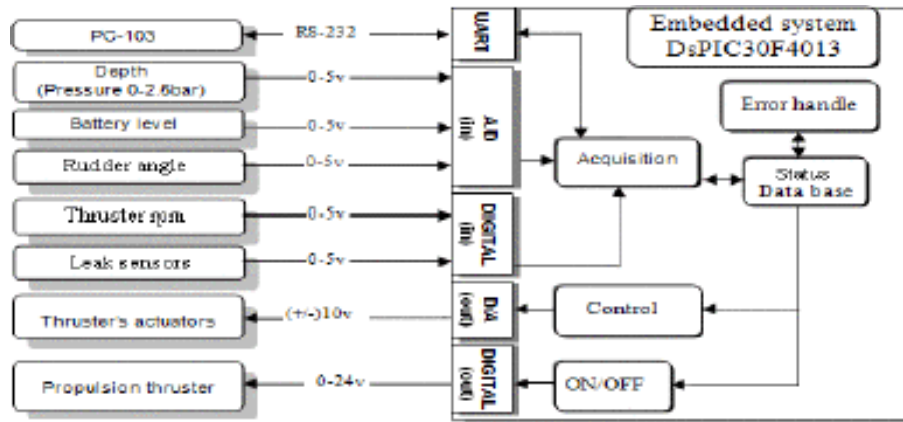 PC-103
RS-232
UART
Embedded system
DsPIC30F4013
Depth
(Pressure 0-2.6bar)
0-5v
Battery level
0-5v
Rudder angle
0-5v
A/D
(in)
Acquisition
Error handle
Status
Data base
Thruster rpm
0-5v
Leak sensors
0-5v
DIGITAL
(in)
Thruster's actuators
(+/-)10v
D/A
(out)
Control
Propulsion thruster
0-24v
DIGITAL
(out)
ON/OFF